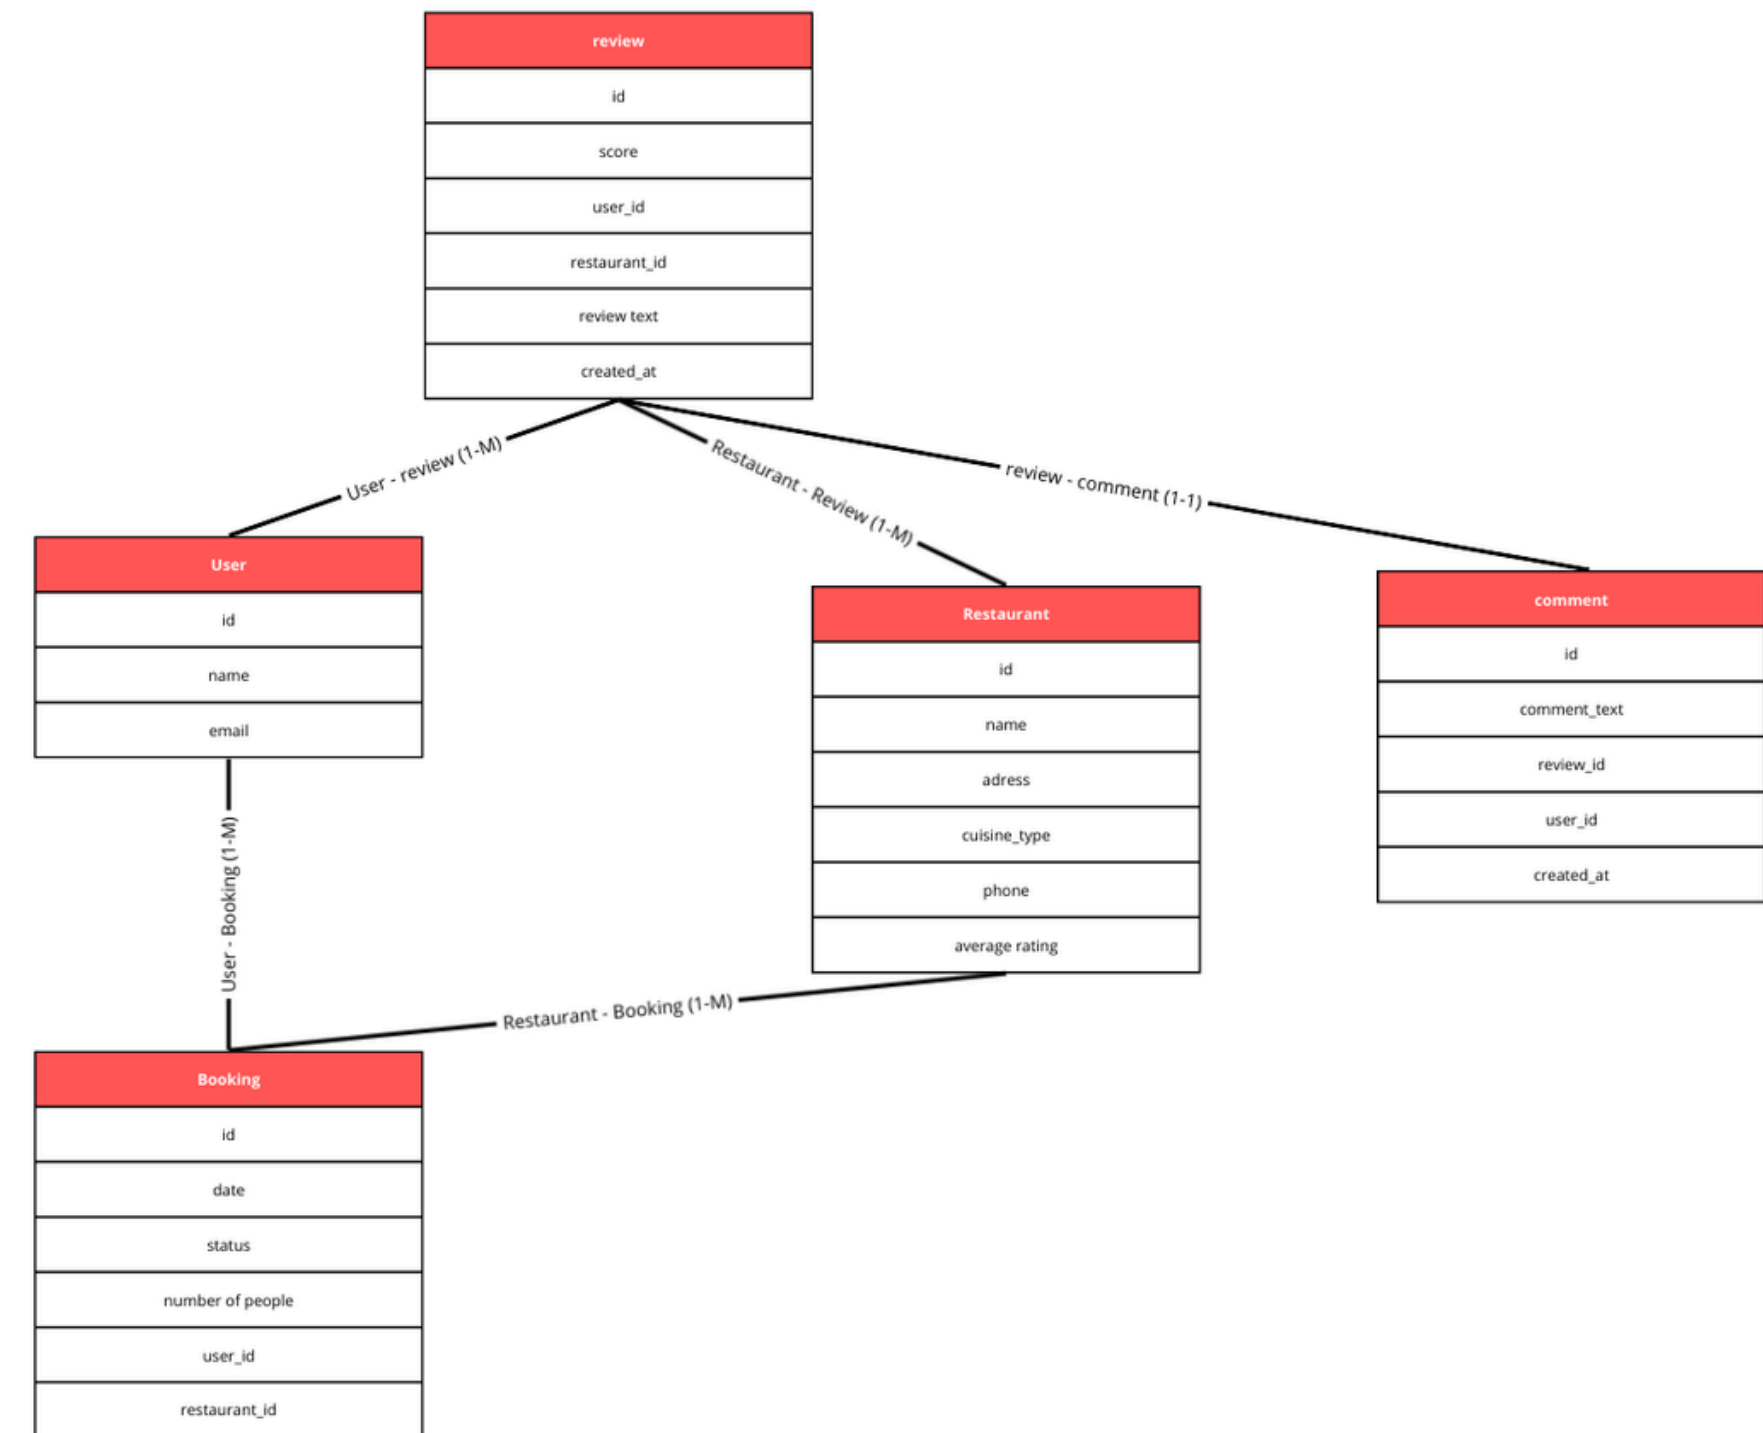 review
id
score
user_id
restaurant_id
review text
created_at
User - review (1-M)
Restaurant - Review (1-M)
review - comment (1-1)
User
id
name
email
Restaurant
id
name
adress
cuisine_type
phone
average rating
comment
id
comment_text
review_id
user_id
created_at
User - Booking (1-M)
Restaurant - Booking (1-M)
Booking
id
date
status
number of people
user_id
restaurant_id